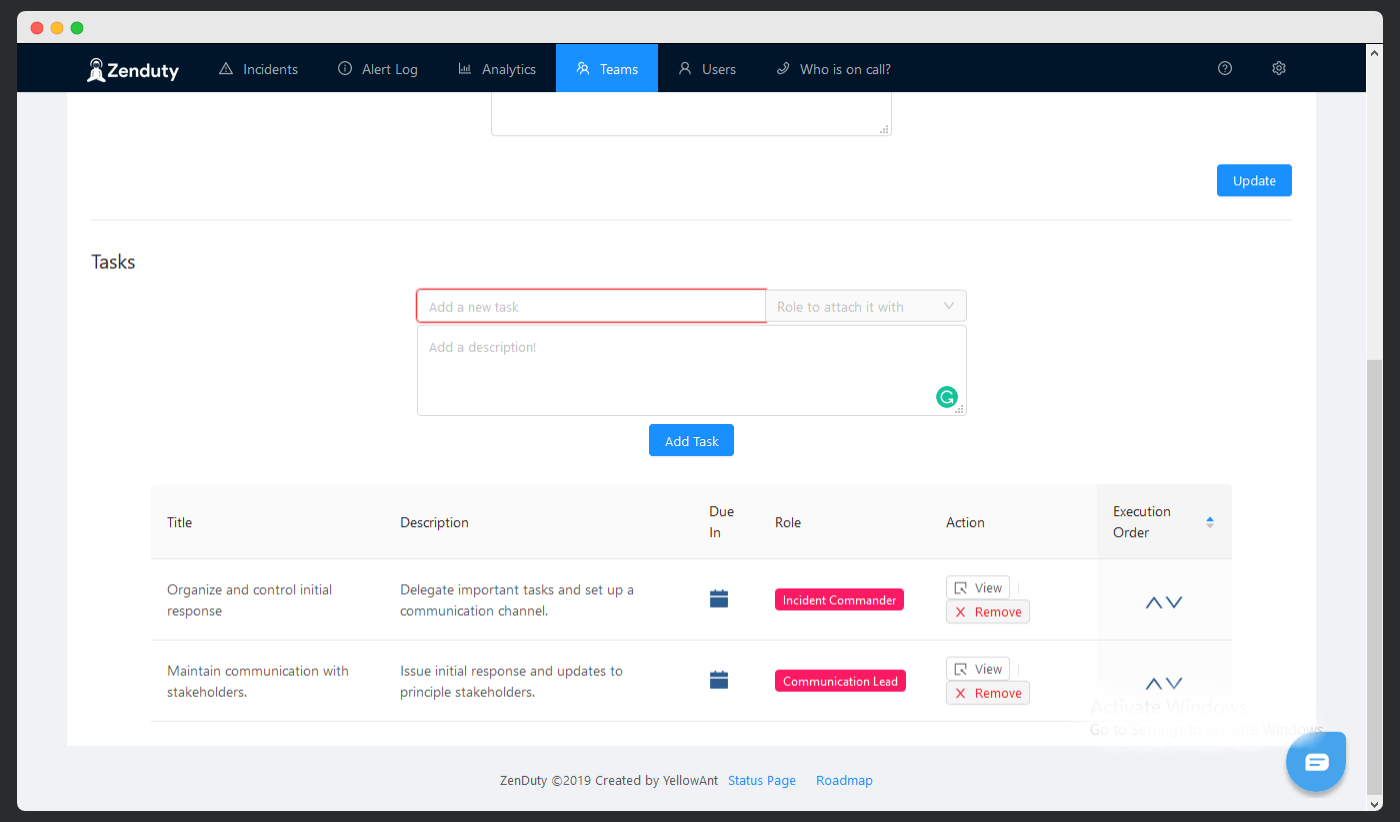 Zenduty Incidents Alert Log Analytics Teams Users Who is on call?
Update
Tasks
Add a new task Role to attach it with
Add a description!
Add Task
Title Description Due In Role Action Execution Order
Organize and control initial response
Delegate important tasks and set up a communication channel.
Incident Commander
View
Remove
Maintain communication with stakeholders.
Issue initial response and updates to principle stakeholders.
Communication Lead
View
Remove
Activate Windows
Go to Settings to activate Windows.
ZenDuty ©2019 Created by YellowAnt Status Page Roadmap